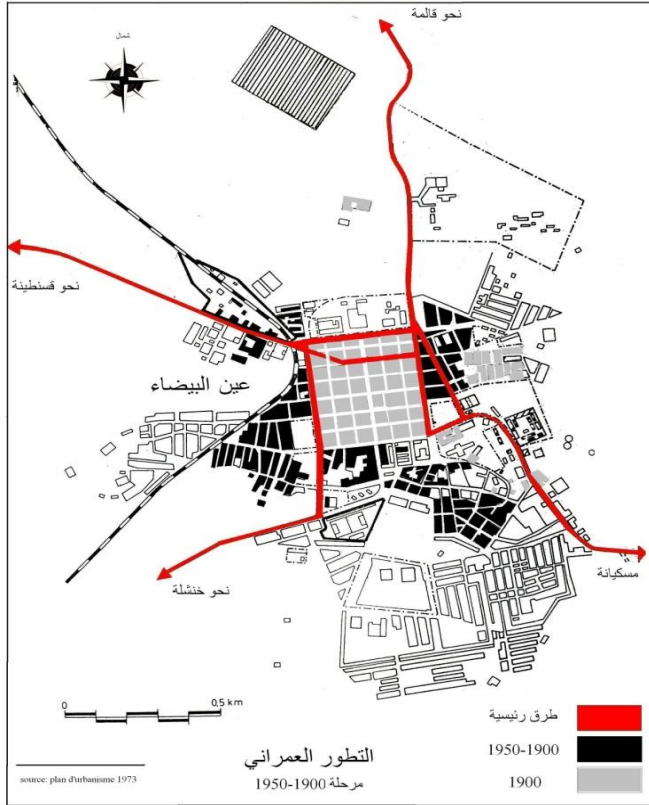 نحو قالمة
شمال
نحو قسنطينة
عين البيضاء
مسكيانة
نحو خنشلة
0
0,5 km
طرق رئيسية
1950-1900
1900
التطور العمراني
مرحلة 1900-1950
source: plan d'urbanisme 1973